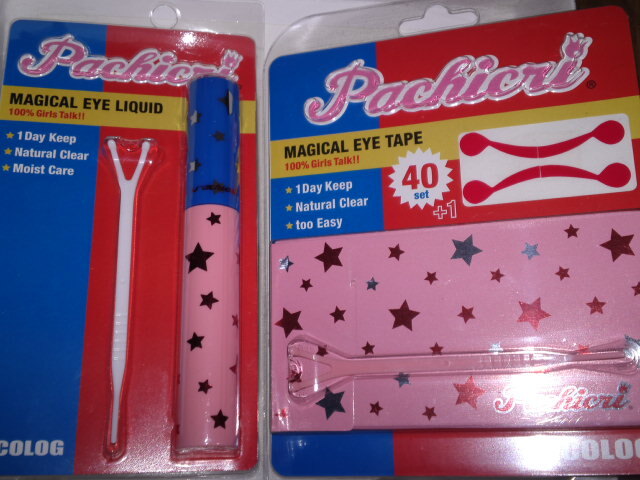 Pachicri
MAGICAL EYE LIQUID
100% Girls Talk!!
1Day Keep
Natural Clear
Moist Care
COLOG
Pachicri®
MAGICAL EYE TAPE
100% Girls Talk!!
1Day Keep
Natural Clear
too Easy
40
set
+1
Pachicri
COLOG